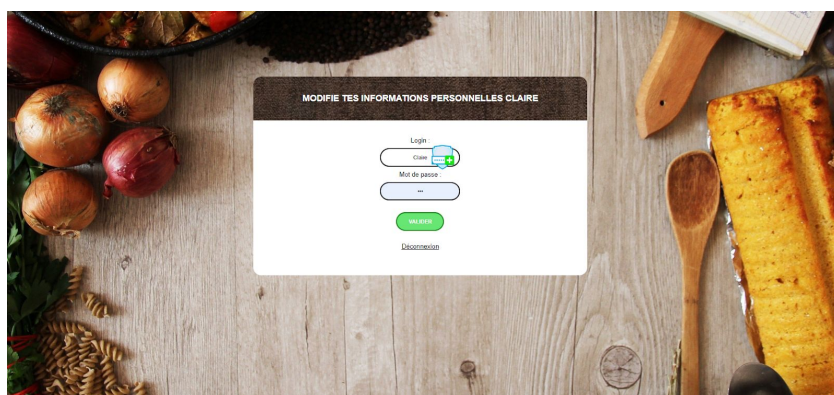 MODIFIE TES INFORMATIONS PERSONNELLES CLAIRE
Login :
Claire
Mot de passe :
VALIDER
Déconnexion